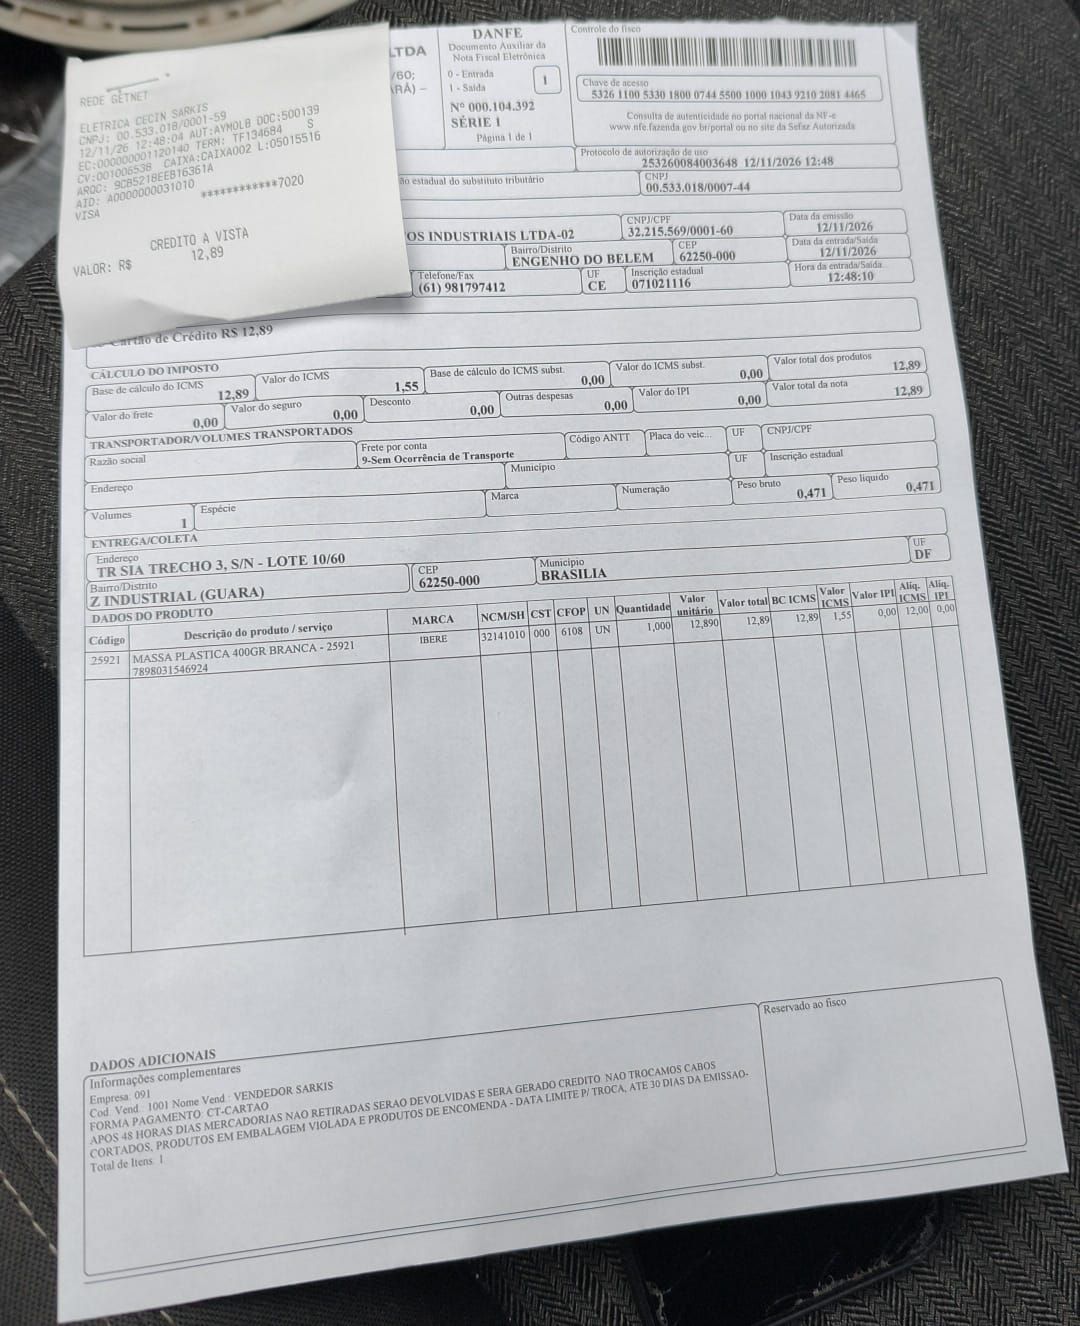 REDE GETNET
ELETRICA CECIN SARKIS
CNPJ: 00.533.018/0001-59
12/11/26 12:48:04 AUT:AYMOLB DOC:500139
EC:000000001120140 TERM: TF134684 S
CV:001006538 CAIXA:CAIXA002 L:05015516
ARQC: 9CB5218EEB16361A
AID: A0000000031010 ************7020
VISA
CREDITO A VISTA
VALOR: R$ 12,89
LTDA
/60;
RÁ) –
DANFE
Documento Auxiliar da
Nota Fiscal Eletrônica
0 - Entrada
1 - Saída
1
Nº 000.104.392
SÉRIE 1
Página 1 de 1
Controle do fisco
Chave de acesso
5326 1100 5330 1800 0744 5500 1000 1043 9210 2081 4465
Consulta de autenticidade no portal nacional da NF-e
www.nfe.fazenda.gov.br/portal ou no site da Sefaz Autorizada
Protocolo de autorização de uso
253260084003648 12/11/2026 12:48
ão estadual do substituto tributário
CNPJ
00.533.018/0007-44
OS INDUSTRIAIS LTDA-02
CNPJ/CPF
32.215.569/0001-60
Data da emissão
12/11/2026
Bairro/Distrito
ENGENHO DO BELEM
CEP
62250-000
Data da entrada/Saída
12/11/2026
Telefone/Fax
(61) 981797412
UF
CE
Inscrição estadual
071021116
Hora da entrada/Saída
12:48:10
Cartão de Crédito R$ 12,89
CÁLCULO DO IMPOSTO
Base de cálculo do ICMS 12,89
Valor do ICMS 1,55
Base de cálculo do ICMS subst. 0,00
Valor do ICMS subst. 0,00
Valor total dos produtos 12,89
Valor do frete 0,00
Valor do seguro 0,00
Desconto 0,00
Outras despesas 0,00
Valor do IPI 0,00
Valor total da nota 12,89
TRANSPORTADOR/VOLUMES TRANSPORTADOS
Razão social
Frete por conta
9-Sem Ocorrência de Transporte
Código ANTT
Placa do veíc...
UF
CNPJ/CPF
Endereço
Município
UF
Inscrição estadual
Volumes 1
Espécie
Marca
Numeração
Peso bruto 0,471
Peso líquido 0,471
ENTREGA/COLETA
Endereço
TR SIA TRECHO 3, S/N - LOTE 10/60
Bairro/Distrito
Z INDUSTRIAL (GUARA)
CEP
62250-000
Município
BRASILIA
UF
DF
DADOS DO PRODUTO
Código Descrição do produto / serviço MARCA NCM/SH CST CFOP UN Quantidade Valor unitário Valor total BC ICMS Valor ICMS Valor IPI Alíq. ICMS Alíq. IPI
25921 MASSA PLASTICA 400GR BRANCA - 25921 IBERE 32141010 000 6108 UN 1,000 12,890 12,89 12,89 1,55 0,00 12,00 0,00
7898031546924
DADOS ADICIONAIS
Informações complementares
Empresa: 091
Cod. Vend.: 1001 Nome Vend.: VENDEDOR SARKIS
FORMA PAGAMENTO: CT-CARTAO
APOS 48 HORAS DIAS MERCADORIAS NAO RETIRADAS SERAO DEVOLVIDAS E SERA GERADO CREDITO. NAO TROCAMOS CABOS
CORTADOS, PRODUTOS EM EMBALAGEM VIOLADA E PRODUTOS DE ENCOMENDA - DATA LIMITE P/ TROCA, ATE 30 DIAS DA EMISSAO-
Total de Itens: 1
Reservado ao fisco